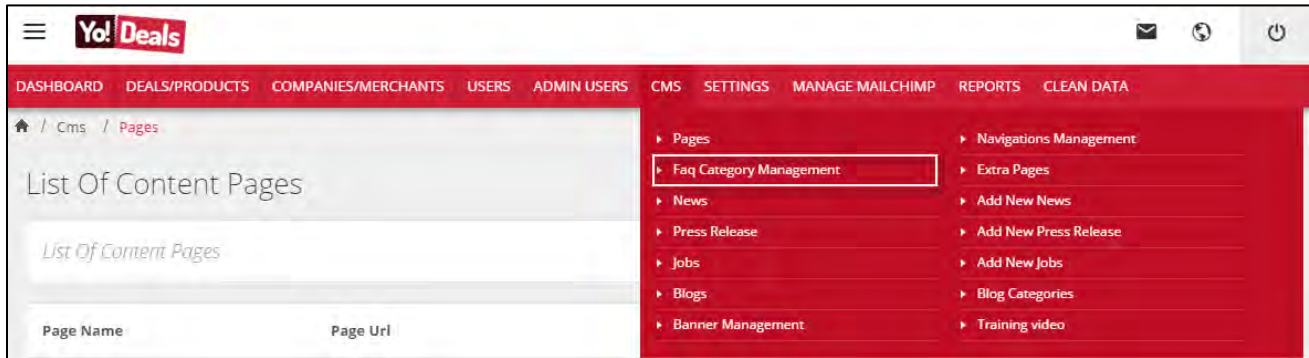 Yo! Deals
DASHBOARD DEALS/PRODUCTS COMPANIES/MERCHANTS USERS ADMIN USERS CMS SETTINGS MANAGE MAILCHIMP REPORTS CLEAN DATA
/ Cms / Pages
List Of Content Pages
List Of Content Pages
Page Name Page Url
Pages
Faq Category Management
News
Press Release
Jobs
Blogs
Banner Management
Navigations Management
Extra Pages
Add New News
Add New Press Release
Add New Jobs
Blog Categories
Training video